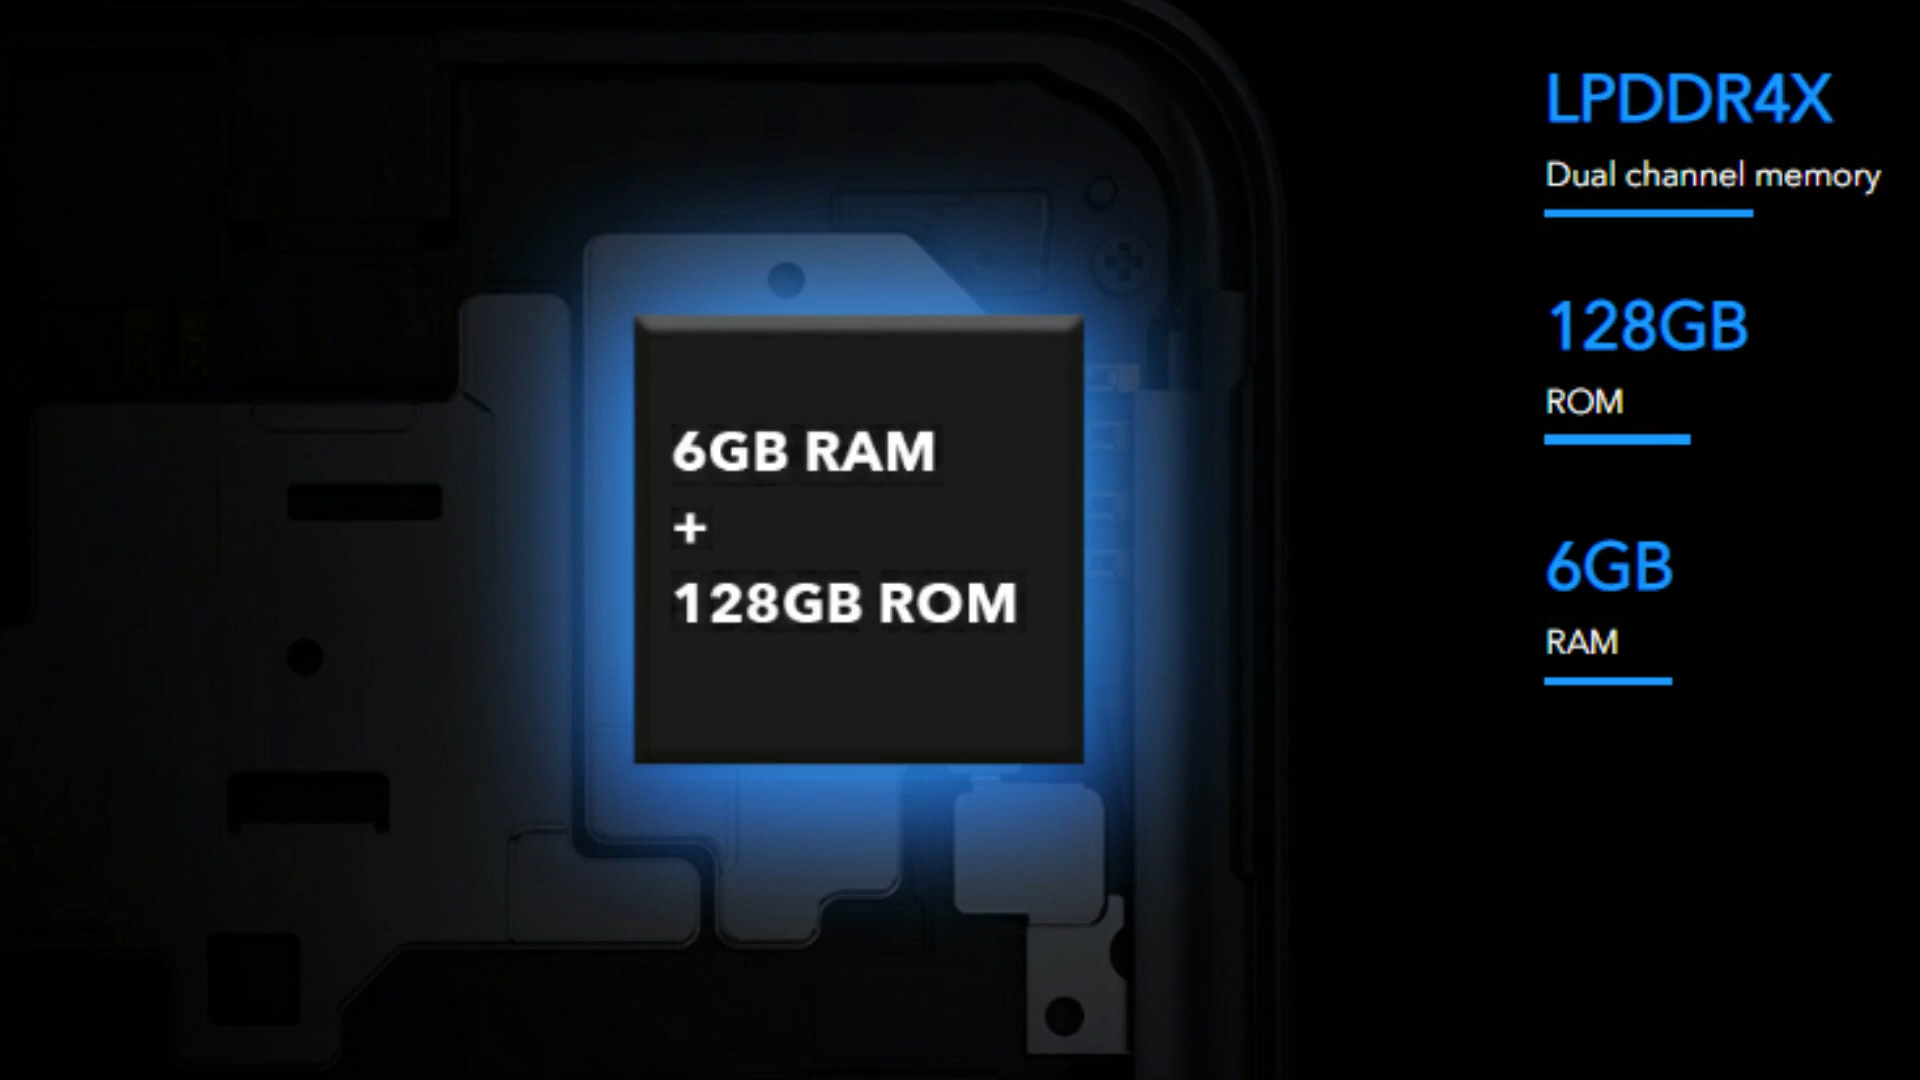 6GB RAM
+
128GB ROM
LPDDR4X
Dual channel memory
128GB
ROM
6GB
RAM